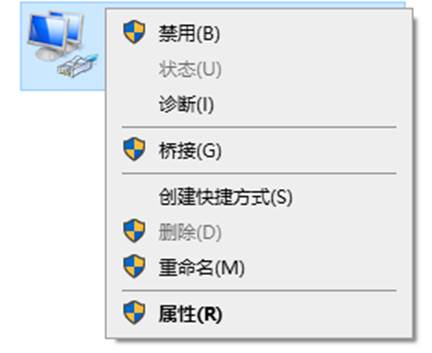 禁用(B)
状态(U)
诊断(I)
桥接(G)
创建快捷方式(S)
删除(D)
重命名(M)
属性(R)